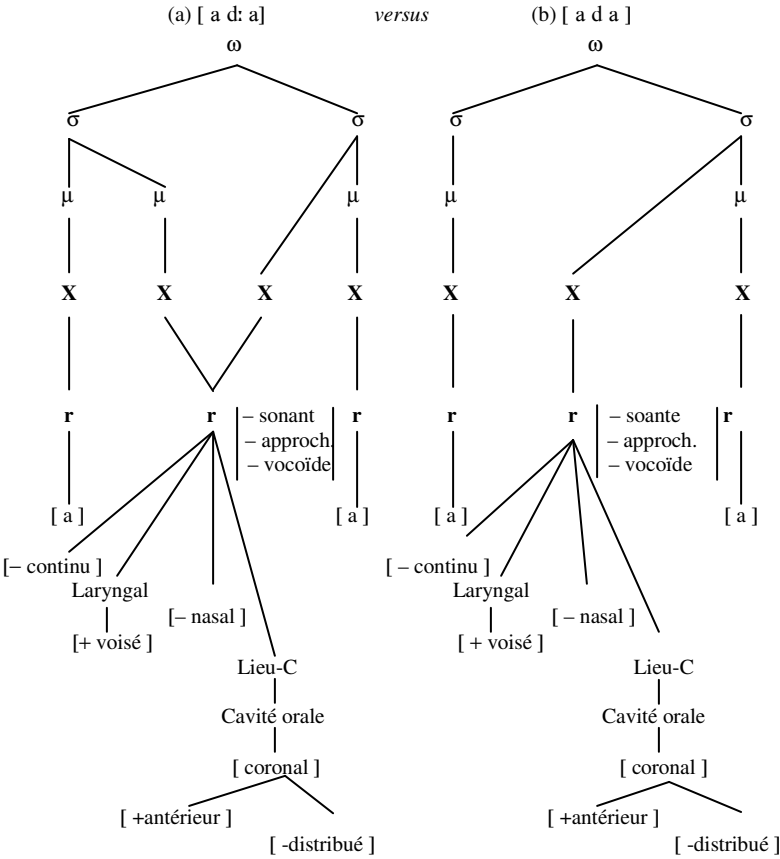 (a) [ a d: a] versus (b) [ a d a ]
ω ω
σ σ σ σ
μ μ μ μ μ
X X X X X X X
r r – sonant r r r – soante r
– approch. – approch.
– vocoïde – vocoïde
[ a ] [ a ] [ a ] [ a ]
[– continu ] [ – continu ]
Laryngal Laryngal
[– nasal ] [ – nasal ]
[+ voisé ] [ + voisé ]
Lieu-C Lieu-C
Cavité orale Cavité orale
[ coronal ] [ coronal ]
[ +antérieur ] [ +antérieur ]
[ -distribué ] [ -distribué ]